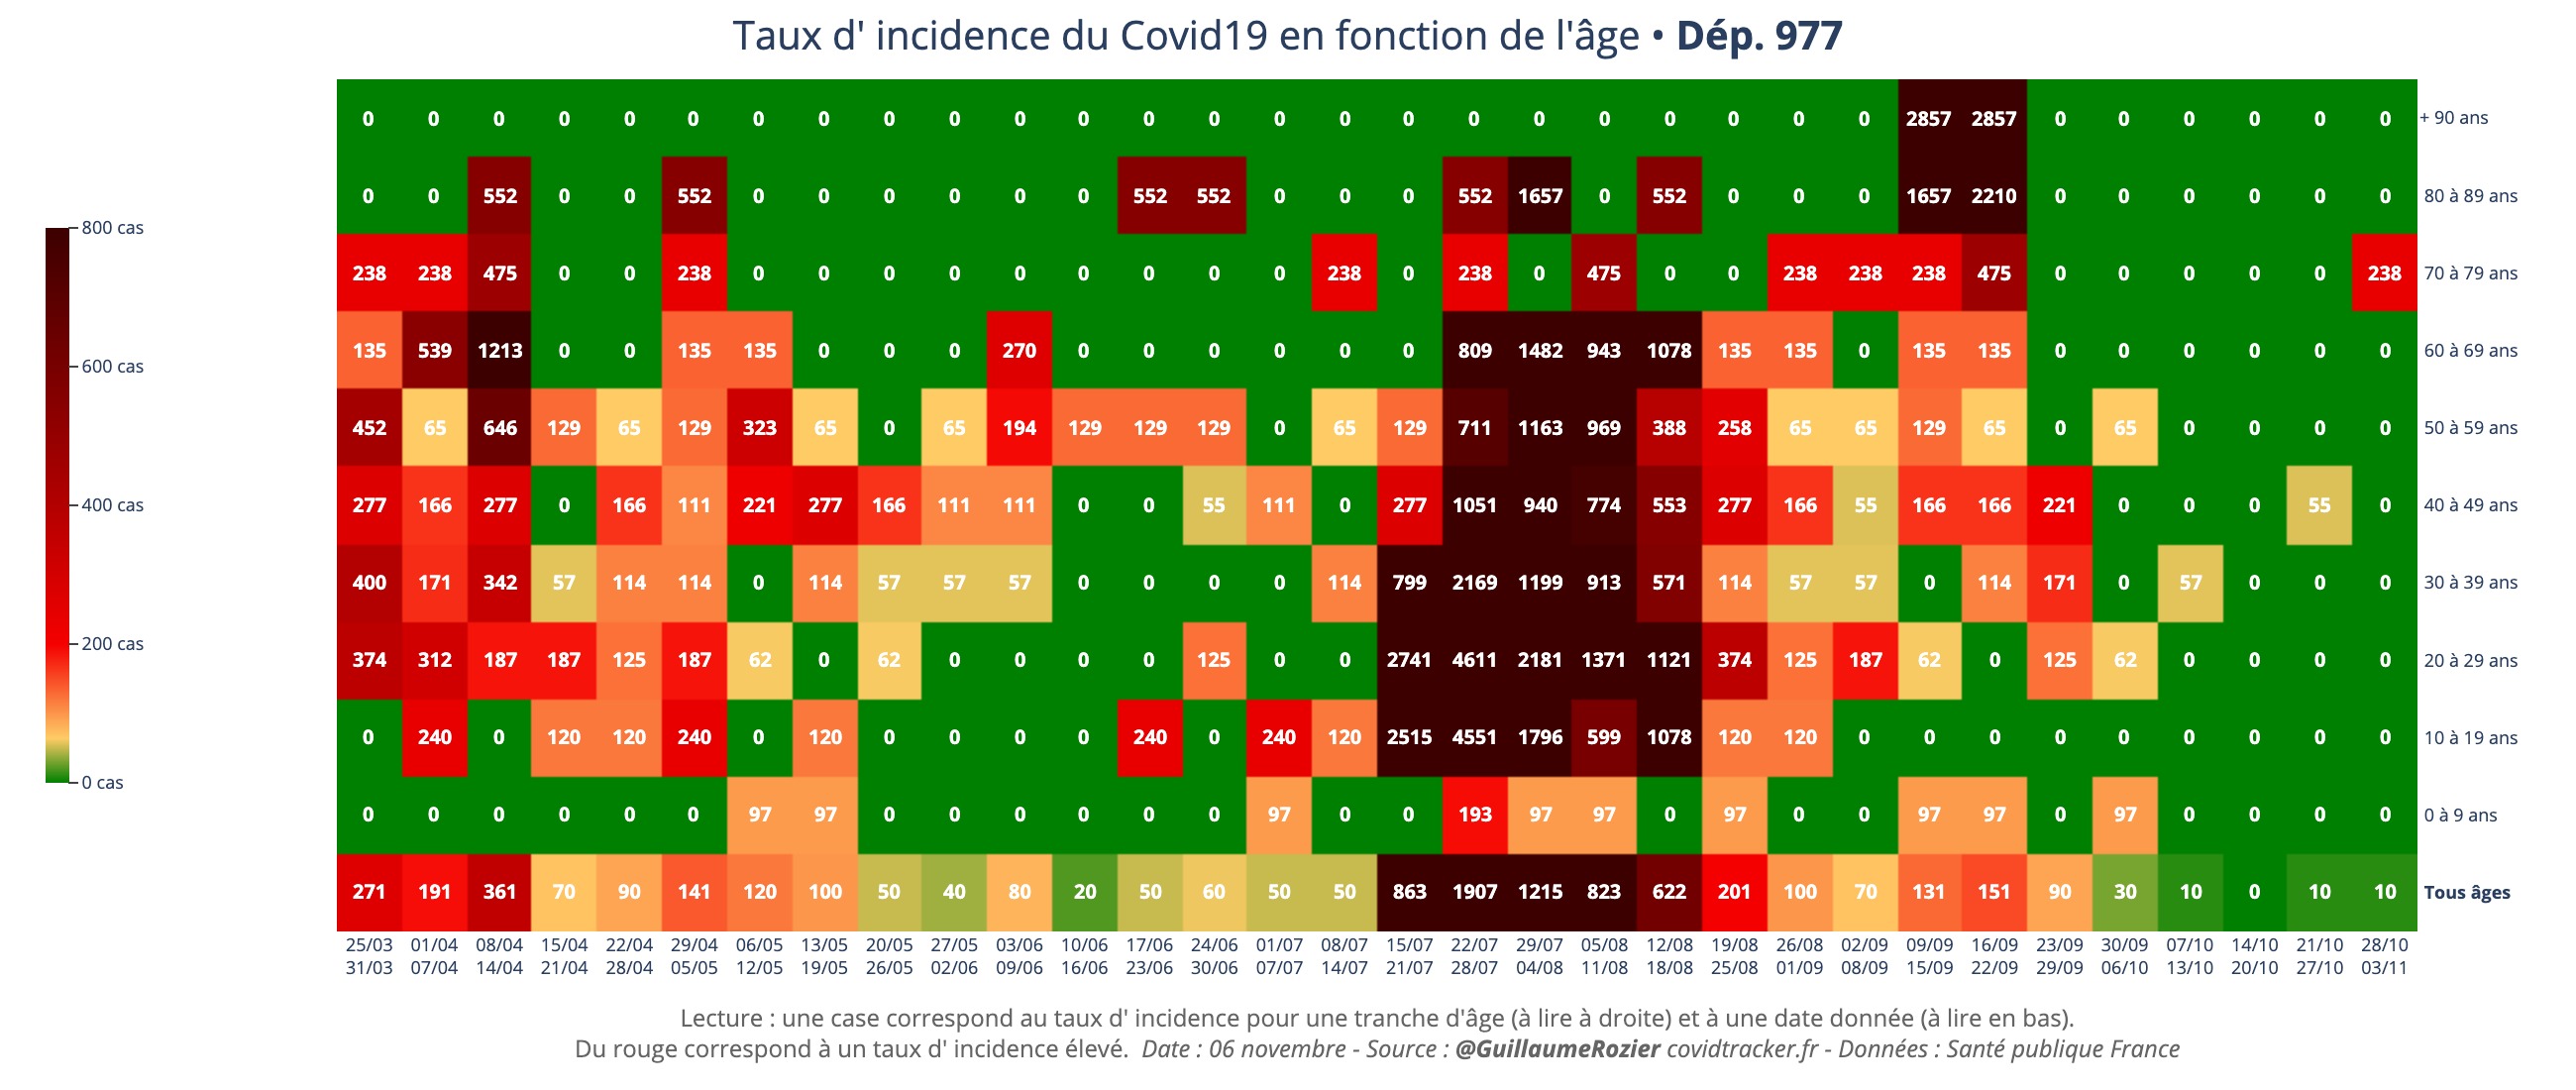 Taux d' incidence du Covid19 en fonction de l'âge • Dép. 977
800 cas
600 cas
400 cas
200 cas
0 cas
0 0 0 0 0 0 0 0 0 0 0 0 0 0 0 0 0 0 0 0 0 0 0 0 2857 2857 0 0 0 0 0 0 + 90 ans
0 0 552 0 0 552 0 0 0 0 0 0 552 552 0 0 0 552 1657 0 552 0 0 0 1657 2210 0 0 0 0 0 0 80 à 89 ans
238 238 475 0 0 238 0 0 0 0 0 0 0 0 0 238 0 238 0 475 0 0 238 238 238 475 0 0 0 0 0 238 70 à 79 ans
135 539 1213 0 0 135 135 0 0 0 270 0 0 0 0 0 0 809 1482 943 1078 135 135 0 135 135 0 0 0 0 0 0 60 à 69 ans
452 65 646 129 65 129 323 65 0 65 194 129 129 129 0 65 129 711 1163 969 388 258 65 65 129 65 0 65 0 0 0 0 50 à 59 ans
277 166 277 0 166 111 221 277 166 111 111 0 0 55 111 0 277 1051 940 774 553 277 166 55 166 166 221 0 0 0 55 0 40 à 49 ans
400 171 342 57 114 114 0 114 57 57 57 0 0 0 0 114 799 2169 1199 913 571 114 57 57 0 114 171 0 57 0 0 0 30 à 39 ans
374 312 187 187 125 187 62 0 62 0 0 0 0 125 0 0 2741 4611 2181 1371 1121 374 125 187 62 0 125 62 0 0 0 0 20 à 29 ans
0 240 0 120 120 240 0 120 0 0 0 0 240 0 240 120 2515 4551 1796 599 1078 120 120 0 0 0 0 0 0 0 0 0 10 à 19 ans
0 0 0 0 0 0 97 97 0 0 0 0 0 0 97 0 0 193 97 97 0 97 0 0 97 97 0 97 0 0 0 0 0 à 9 ans
271 191 361 70 90 141 120 100 50 40 80 20 50 60 50 50 863 1907 1215 823 622 201 100 70 131 151 90 30 10 0 10 10 Tous âges
25/03 01/04 08/04 15/04 22/04 29/04 06/05 13/05 20/05 27/05 03/06 10/06 17/06 24/06 01/07 08/07 15/07 22/07 29/07 05/08 12/08 19/08 26/08 02/09 09/09 16/09 23/09 30/09 07/10 14/10 21/10 28/10
31/03 07/04 14/04 21/04 28/04 05/05 12/05 19/05 26/05 02/06 09/06 16/06 23/06 30/06 07/07 14/07 21/07 28/07 04/08 11/08 18/08 25/08 01/09 08/09 15/09 22/09 29/09 06/10 13/10 20/10 27/10 03/11
Lecture : une case correspond au taux d' incidence pour une tranche d'âge (à lire à droite) et à une date donnée (à lire en bas).
Du rouge correspond à un taux d' incidence élevé. Date : 06 novembre - Source : @GuillaumeRozier covidtracker.fr - Données : Santé publique France